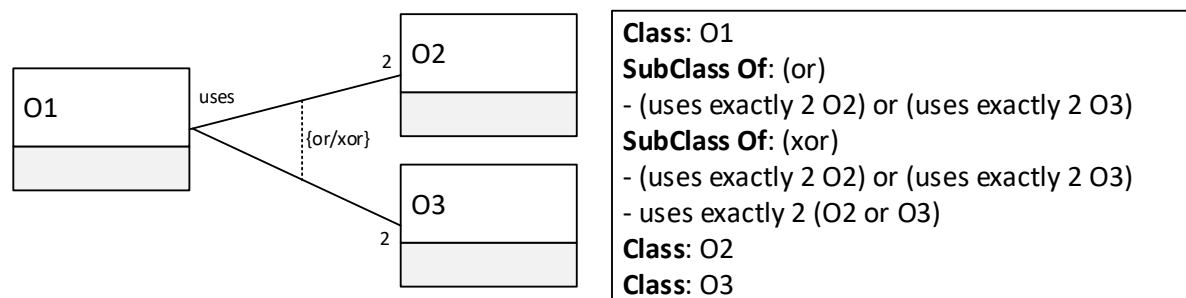 O1
uses
{or/xor}
2
O2
O3
2
Class: O1
SubClass Of: (or)
- (uses exactly 2 O2) or (uses exactly 2 O3)
SubClass Of: (xor)
- (uses exactly 2 O2) or (uses exactly 2 O3)
- uses exactly 2 (O2 or O3)
Class: O2
Class: O3